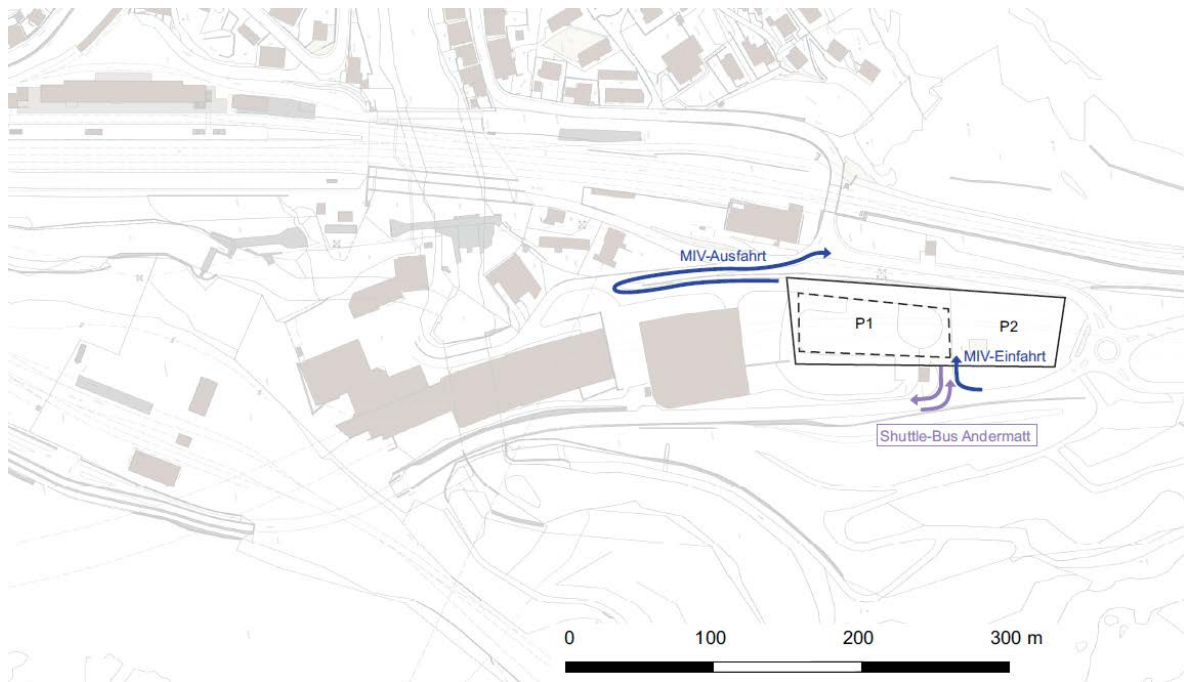 MIV-Ausfahrt
P1
P2
MIV-Einfahrt
Shuttle-Bus Andermatt
0 100 200 300 m